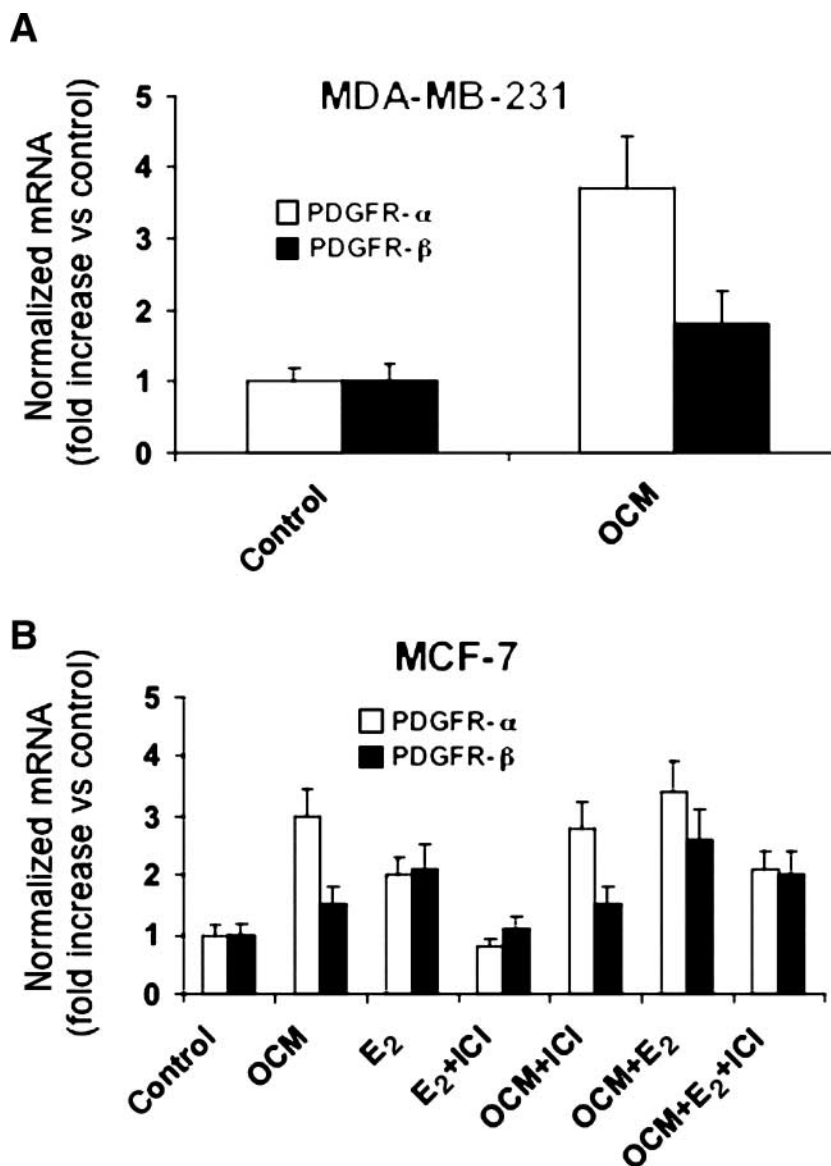 A
MDA-MB-231
Normalized mRNA
(fold increase vs control)
5
4
3
2
1
0
PDGFR-α
PDGFR-β
Control
OCM
B
MCF-7
Normalized mRNA
(fold increase vs control)
5
4
3
2
1
0
PDGFR-α
PDGFR-β
Control
OCM
E₂
E₂+ICI
OCM+ICI
OCM+E₂
OCM+E₂+ICI